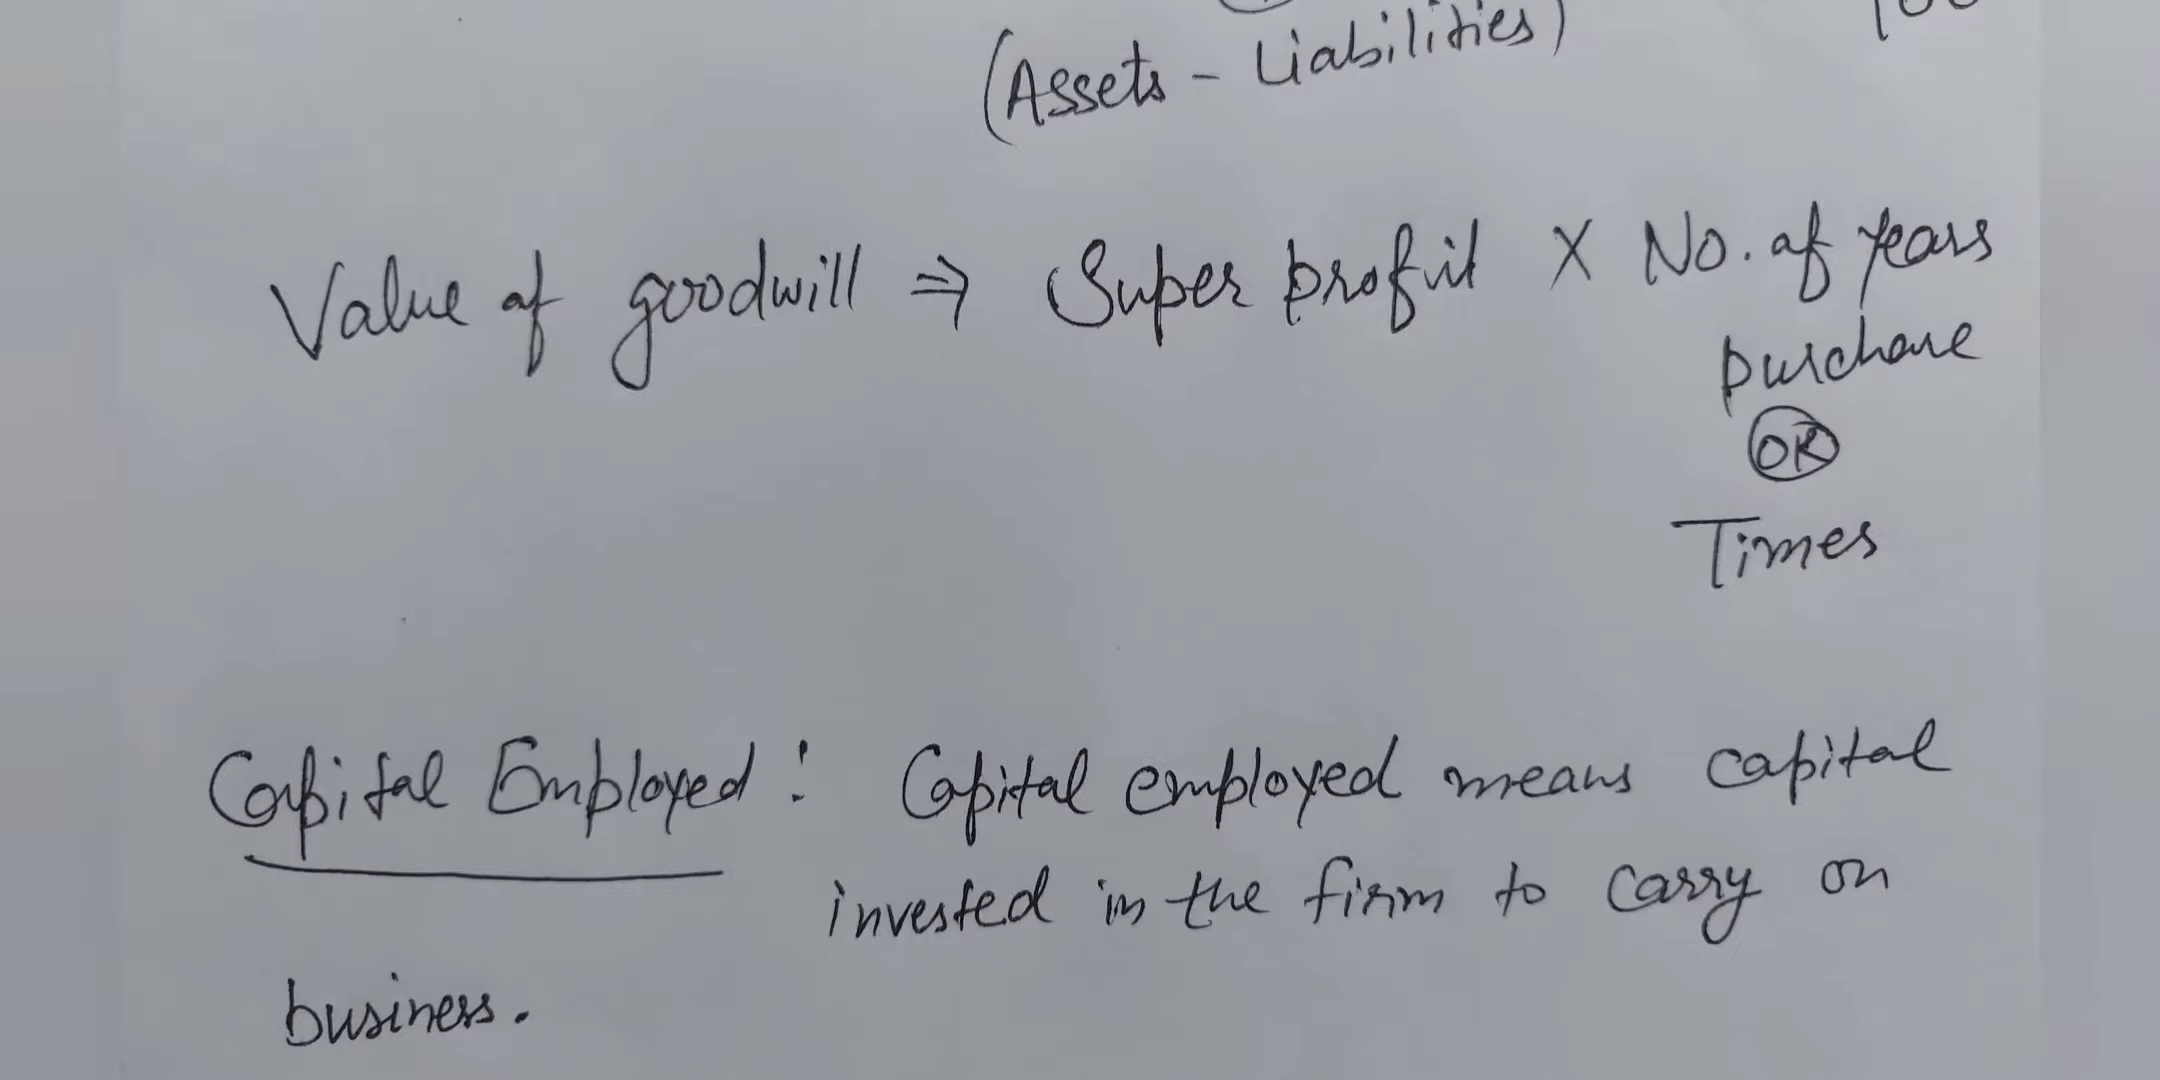 (Assets - Liabilities)
Value of goodwill ⇒ Super profit X No. of years
purchase
OR
Times
Capital Employed : Capital employed means capital
invested in the firm to carry on
business.